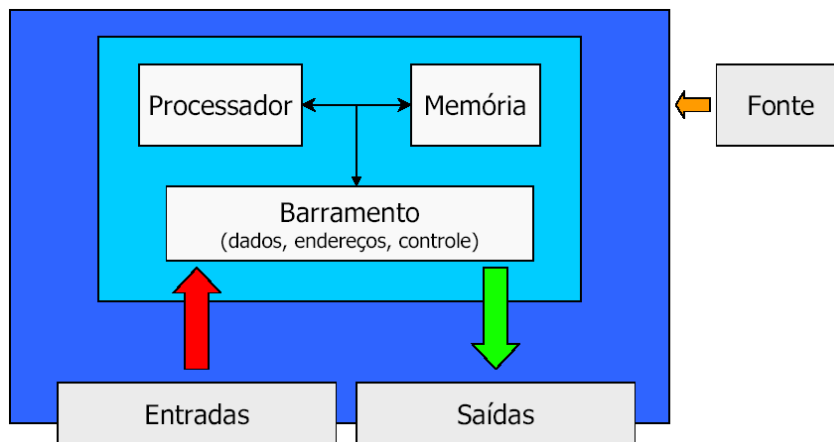 Processador
Memória
Fonte
Barramento
(dados, endereços, controle)
Entradas
Saídas